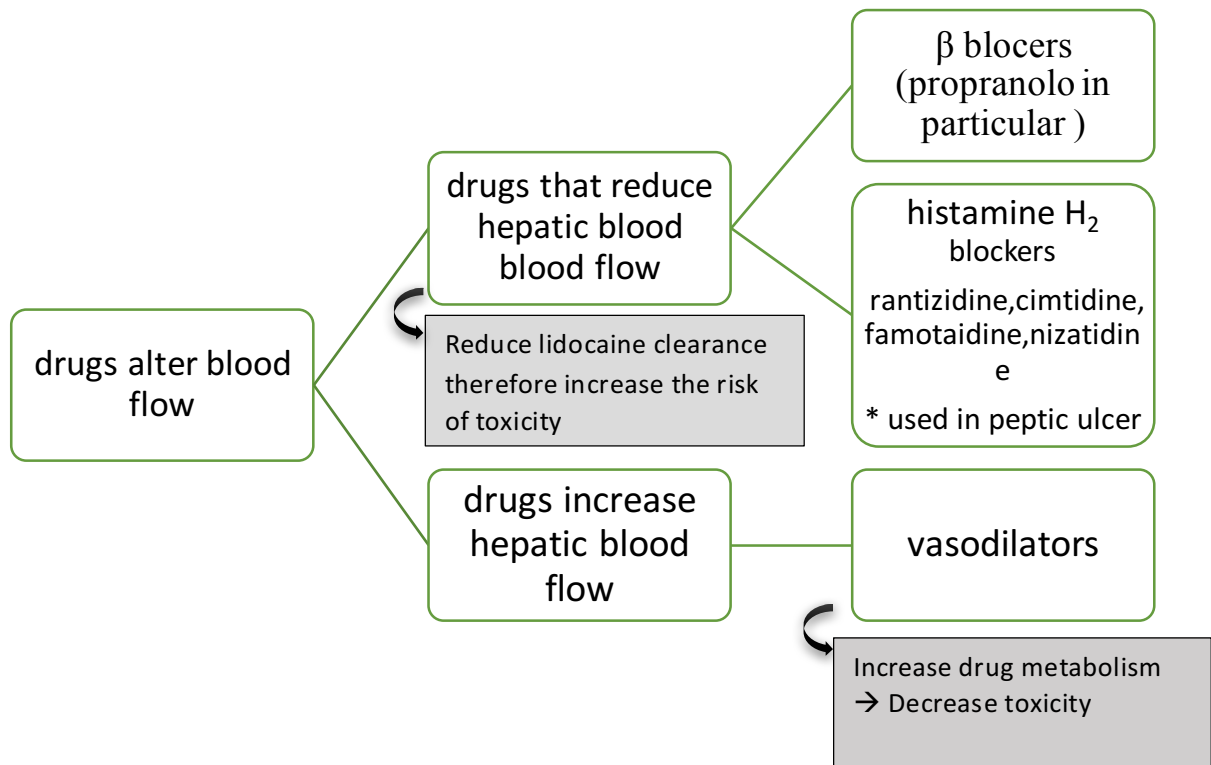 β blocers
(propranolo in
particular )
drugs that reduce
hepatic blood
blood flow
histamine H₂
blockers
rantizidine,cimtidine,
famotaidine,nizatidin
e
* used in peptic ulcer
Reduce lidocaine clearance
therefore increase the risk
of toxicity
drugs alter blood
flow
drugs increase
hepatic blood
flow
vasodilators
Increase drug metabolism
→ Decrease toxicity